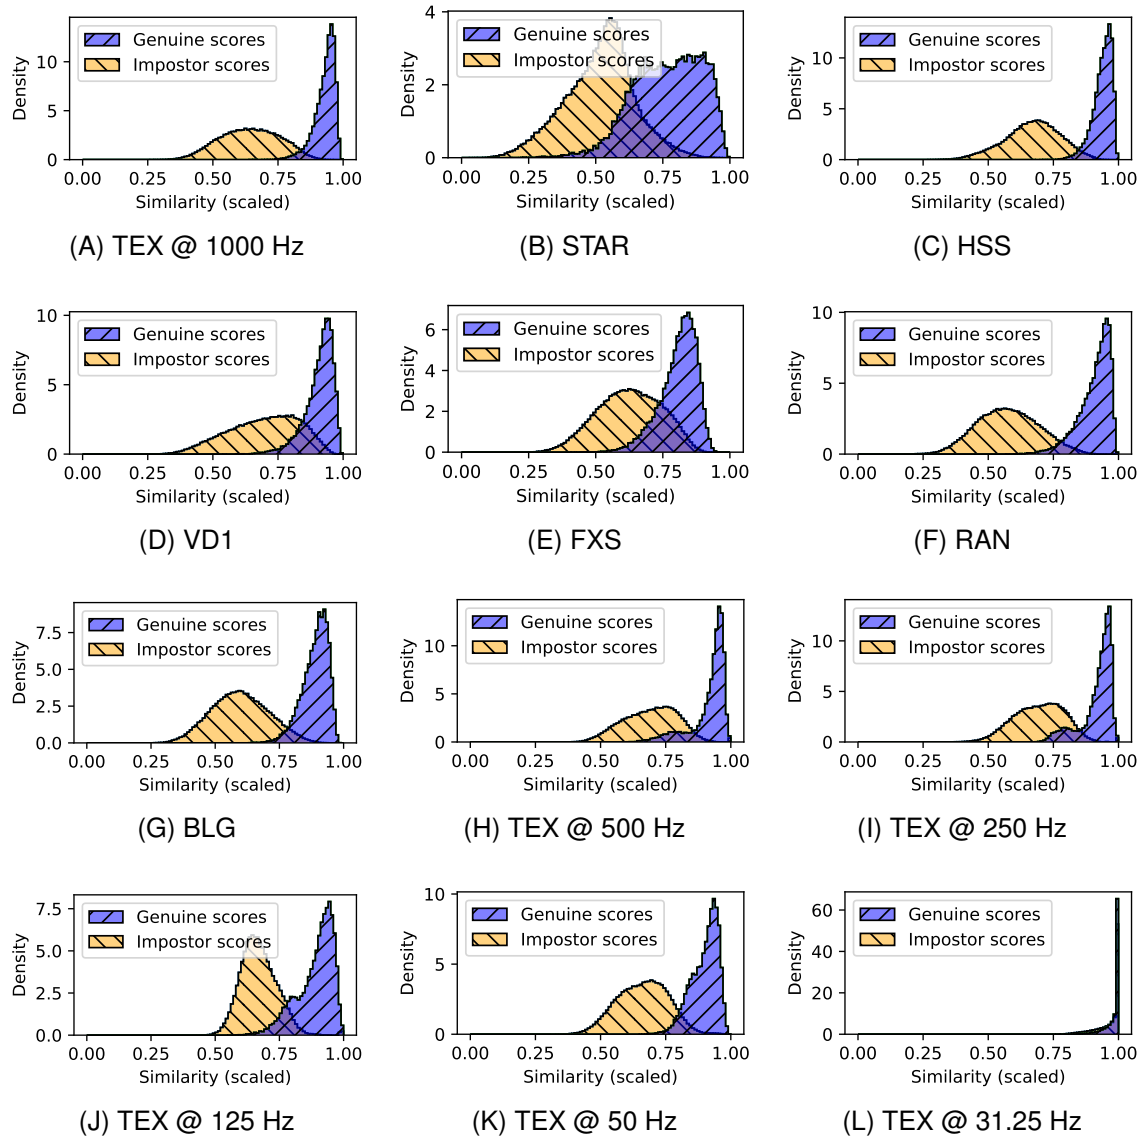 Genuine scores
Impostor scores
Density
10
5
0
0.00 0.25 0.50 0.75 1.00
Similarity (scaled)
(A) TEX @ 1000 Hz
Genuine scores
Impostor scores
Density
4
2
0
0.00 0.25 0.50 0.75 1.00
Similarity (scaled)
(B) STAR
Genuine scores
Impostor scores
Density
10
5
0
0.00 0.25 0.50 0.75 1.00
Similarity (scaled)
(C) HSS
Genuine scores
Impostor scores
Density
10
5
0
0.00 0.25 0.50 0.75 1.00
Similarity (scaled)
(D) VD1
Genuine scores
Impostor scores
Density
6
4
2
0
0.00 0.25 0.50 0.75 1.00
Similarity (scaled)
(E) FXS
Genuine scores
Impostor scores
Density
10
5
0
0.00 0.25 0.50 0.75 1.00
Similarity (scaled)
(F) RAN
Genuine scores
Impostor scores
Density
7.5
5.0
2.5
0.0
0.00 0.25 0.50 0.75 1.00
Similarity (scaled)
(G) BLG
Genuine scores
Impostor scores
Density
10
5
0
0.00 0.25 0.50 0.75 1.00
Similarity (scaled)
(H) TEX @ 500 Hz
Genuine scores
Impostor scores
Density
10
5
0
0.00 0.25 0.50 0.75 1.00
Similarity (scaled)
(I) TEX @ 250 Hz
Genuine scores
Impostor scores
Density
7.5
5.0
2.5
0.0
0.00 0.25 0.50 0.75 1.00
Similarity (scaled)
(J) TEX @ 125 Hz
Genuine scores
Impostor scores
Density
10
5
0
0.00 0.25 0.50 0.75 1.00
Similarity (scaled)
(K) TEX @ 50 Hz
Genuine scores
Impostor scores
Density
60
40
20
0
0.00 0.25 0.50 0.75 1.00
Similarity (scaled)
(L) TEX @ 31.25 Hz